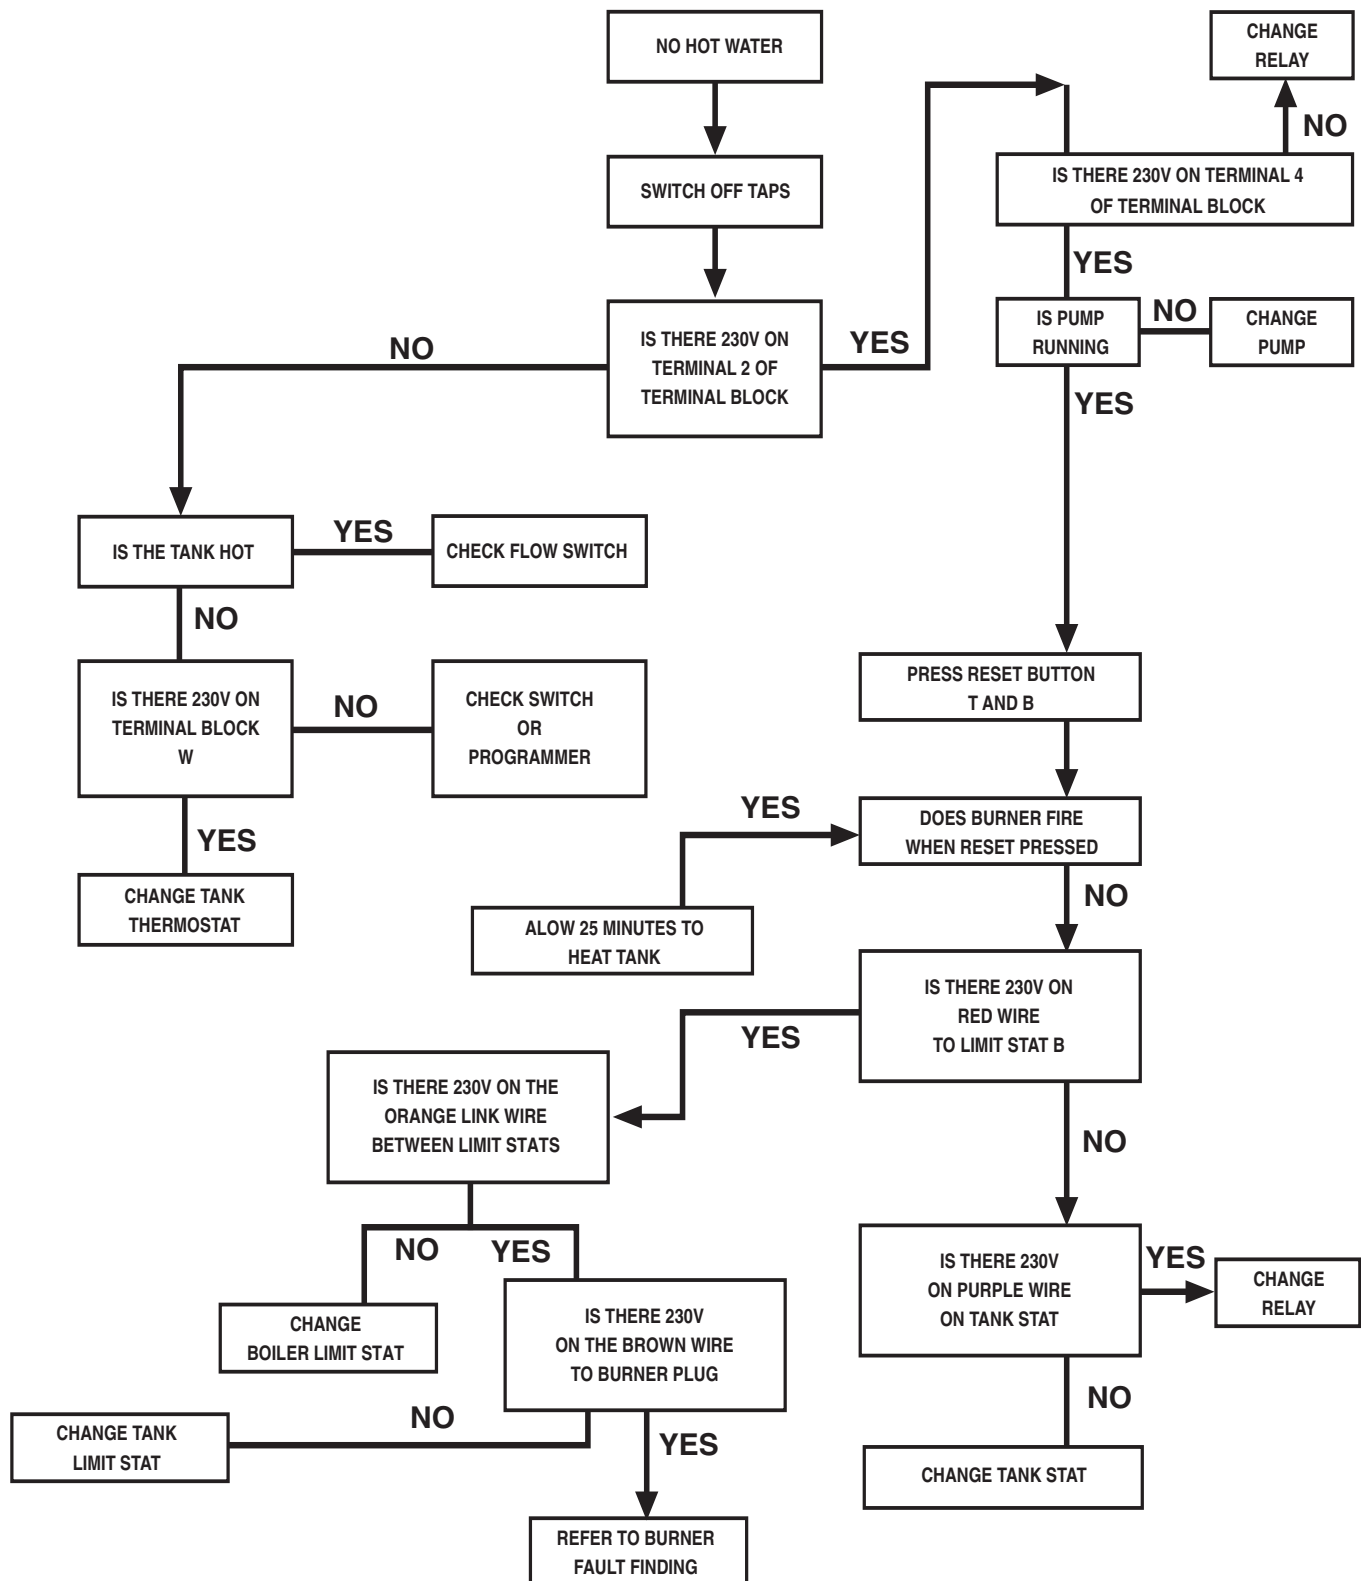 NO HOT WATER
CHANGE
RELAY
NO
SWITCH OFF TAPS
IS THERE 230V ON TERMINAL 4
OF TERMINAL BLOCK
YES
IS THERE 230V ON
TERMINAL 2 OF
TERMINAL BLOCK
NO
YES
IS PUMP
RUNNING
NO
CHANGE
PUMP
YES
IS THE TANK HOT
YES
CHECK FLOW SWITCH
NO
IS THERE 230V ON
TERMINAL BLOCK
W
NO
CHECK SWITCH
OR
PROGRAMMER
YES
CHANGE TANK
THERMOSTAT
PRESS RESET BUTTON
T AND B
DOES BURNER FIRE
WHEN RESET PRESSED
YES
ALOW 25 MINUTES TO
HEAT TANK
NO
IS THERE 230V ON
RED WIRE
TO LIMIT STAT B
YES
IS THERE 230V ON THE
ORANGE LINK WIRE
BETWEEN LIMIT STATS
NO
NO
YES
CHANGE
BOILER LIMIT STAT
IS THERE 230V
ON THE BROWN WIRE
TO BURNER PLUG
IS THERE 230V
ON PURPLE WIRE
ON TANK STAT
YES
CHANGE
RELAY
NO
CHANGE TANK
LIMIT STAT
YES
NO
CHANGE TANK STAT
REFER TO BURNER
FAULT FINDING